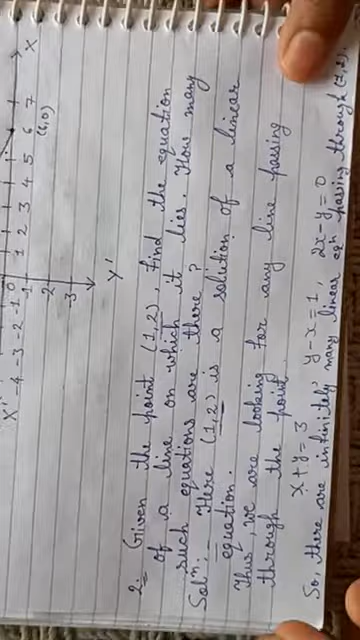 X' -4 -3 -2 -1 0 1 2 3 4 5 6 7 X
-1
(6,0)
-2
-3
Y'
2. Given the point (1,2), find the equation
of a line on which it lies. How many
such equations are there?
Soln. Here (1,2) is a solution of a linear
equation.
Thus, we are looking for any line passing
through the point.
x+y=3, y-x=1, 2x-y=0
So, there are infinitely many linear eqn passing through (1,2).